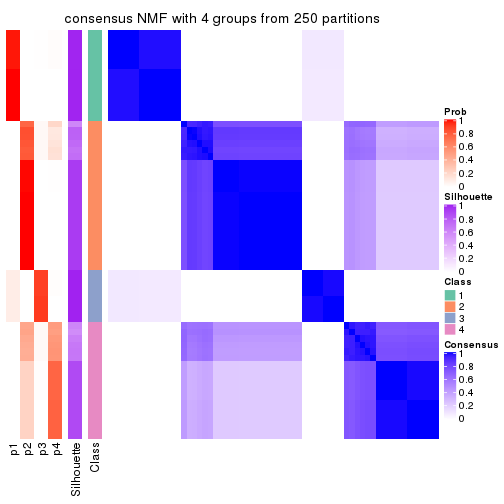 consensus NMF with 4 groups from 250 partitions
Prob
1
0.8
0.6
0.4
0.2
0
Silhouette
1
0.8
0.6
0.4
0.2
0
Class
1
2
3
4
Consensus
1
0.8
0.6
0.4
0.2
0
p1
p2
p3
p4
Silhouette
Class